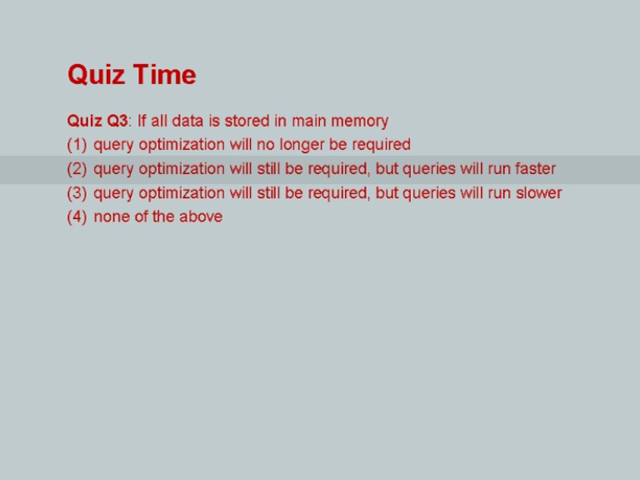 Quiz Time
Quiz Q3: If all data is stored in main memory
(1) query optimization will no longer be required
(2) query optimization will still be required, but queries will run faster
(3) query optimization will still be required, but queries will run slower
(4) none of the above